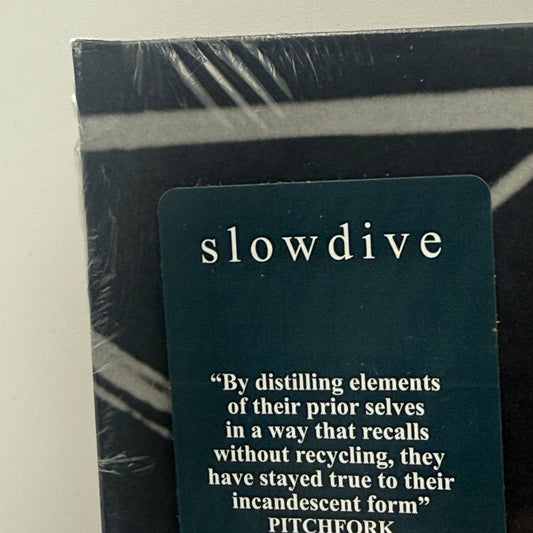 slowdive
“By distilling elements
of their prior selves
in a way that recalls
without recycling, they
have stayed true to their
incandescent form”
PITCHFORK